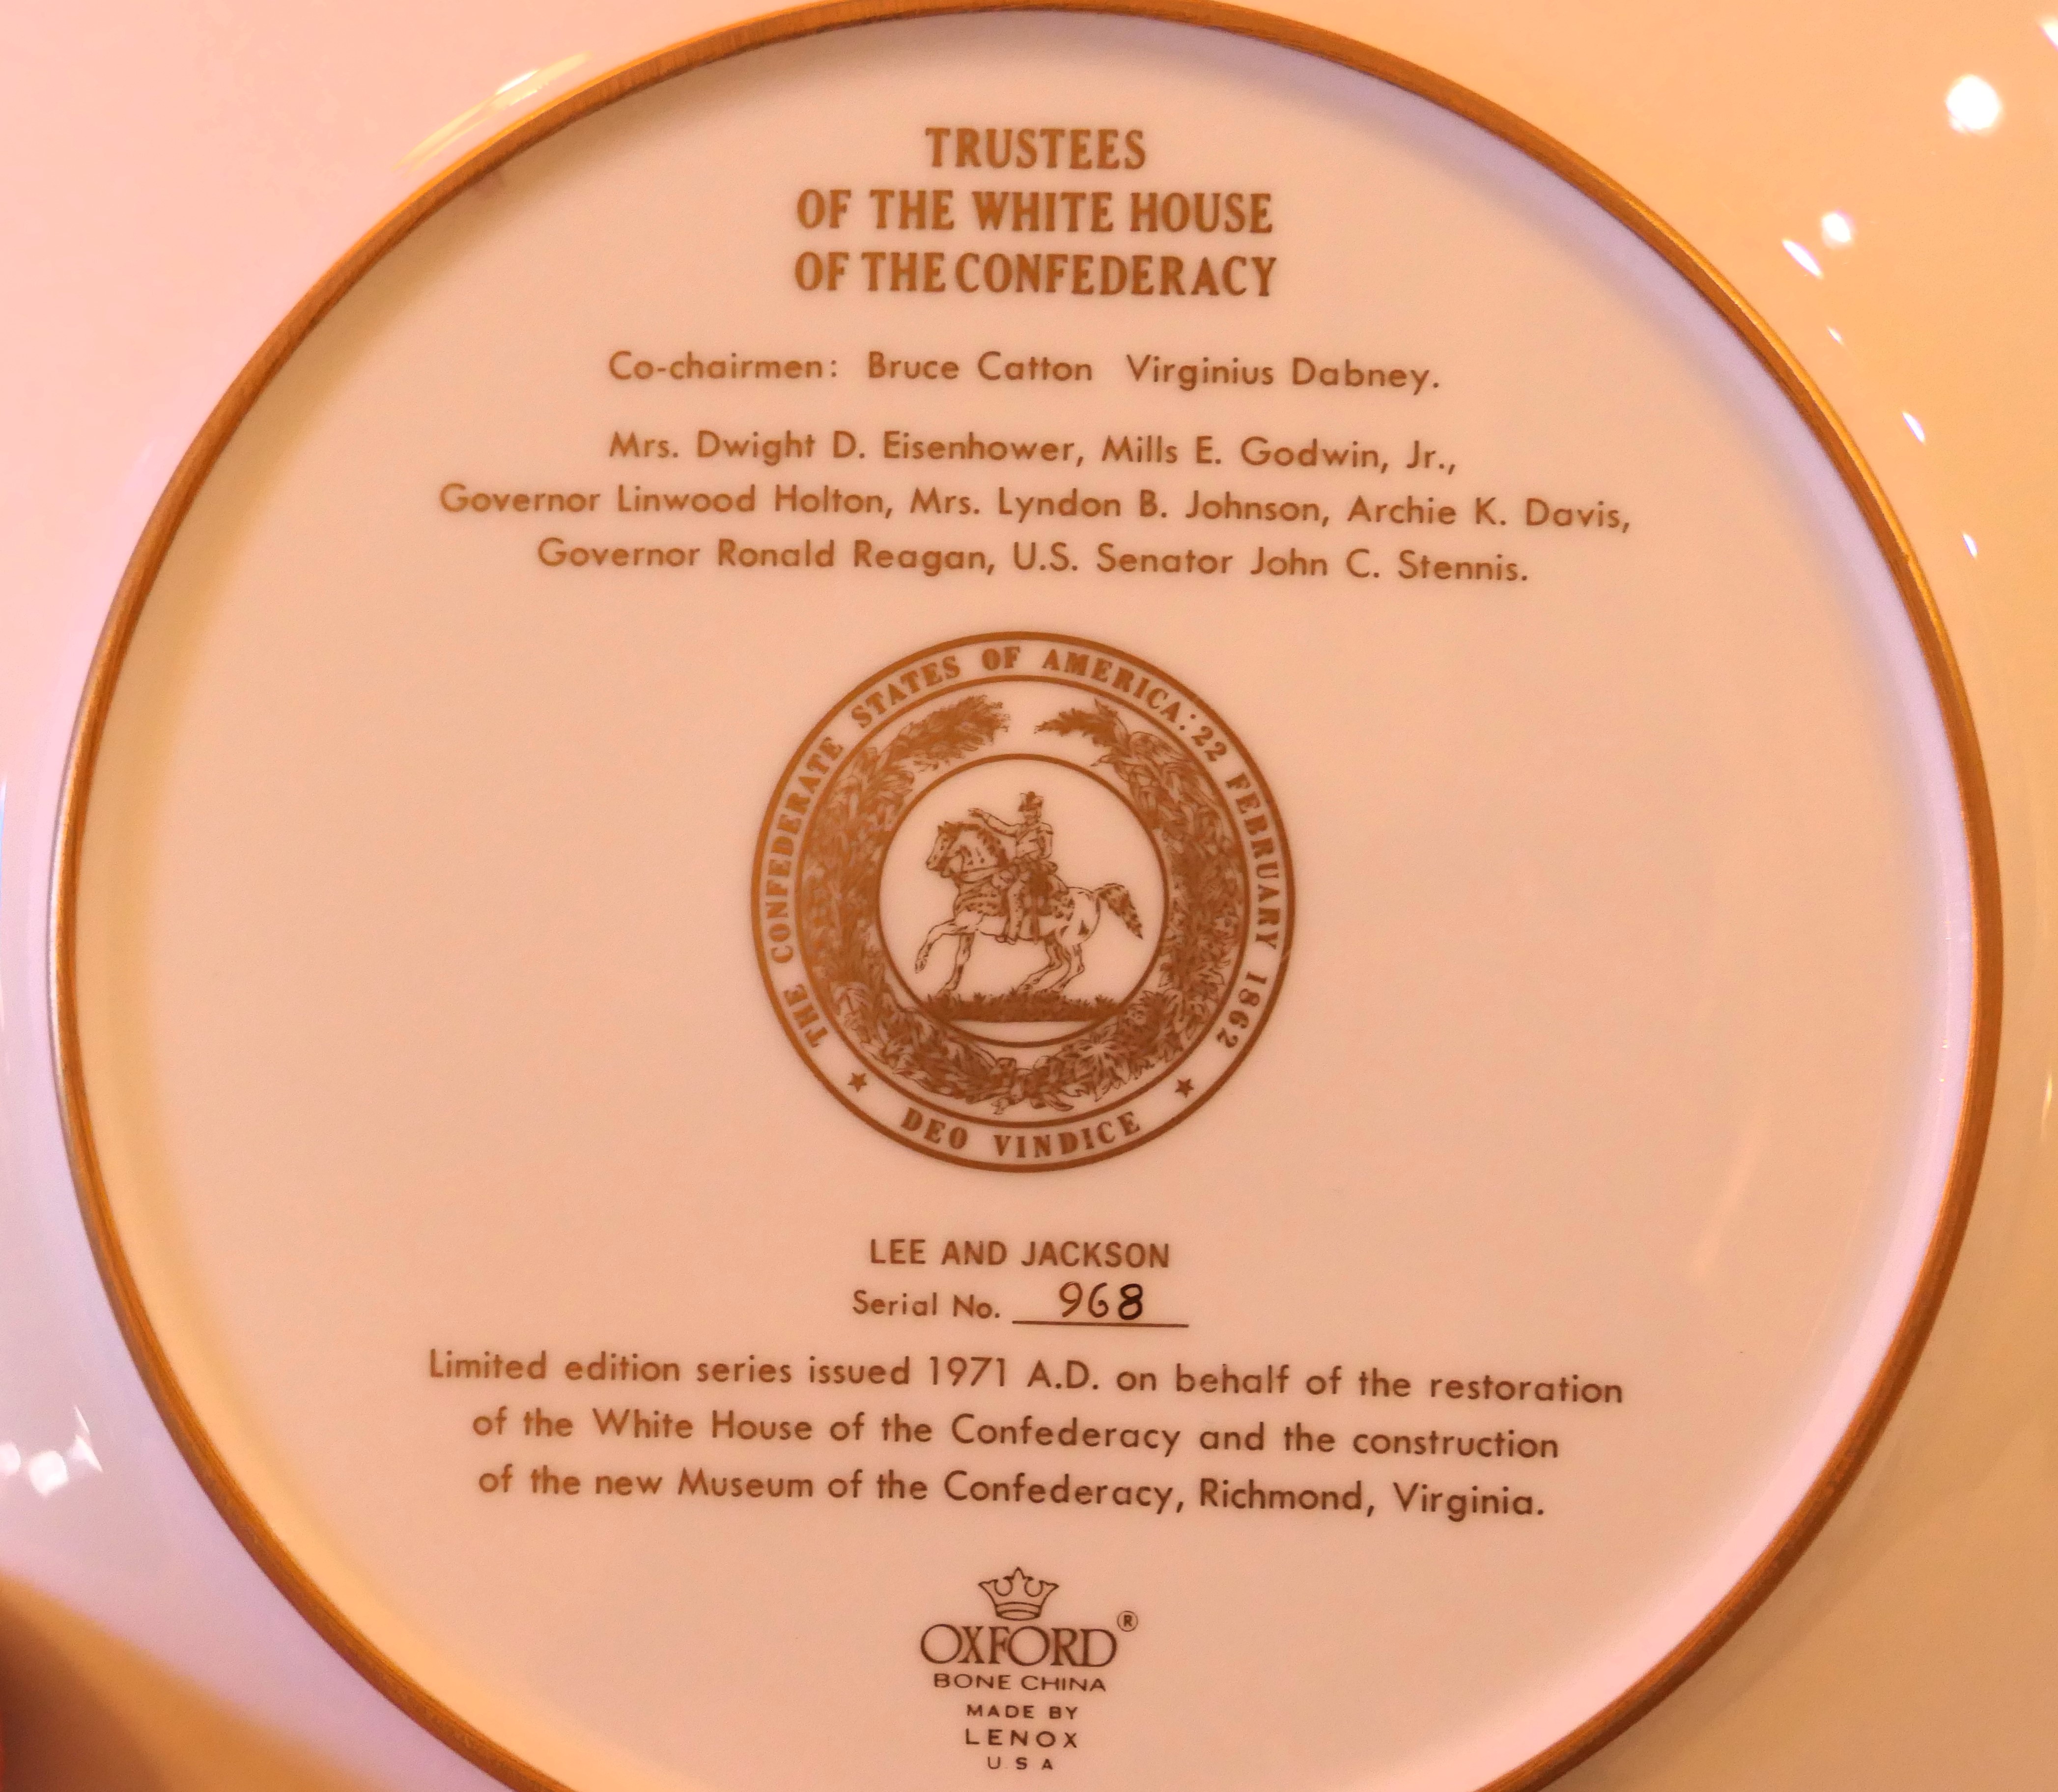 TRUSTEES
OF THE WHITE HOUSE
OF THE CONFEDERACY
Co-chairmen: Bruce Catton Virginius Dabney.
Mrs. Dwight D. Eisenhower, Mills E. Godwin, Jr.,
Governor Linwood Holton, Mrs. Lyndon B. Johnson, Archie K. Davis,
Governor Ronald Reagan, U.S. Senator John C. Stennis.
THE CONFEDERATE STATES OF AMERICA: 22 FEBRUARY 1862
DEO VINDICE
LEE AND JACKSON
Serial No. 968
Limited edition series issued 1971 A.D. on behalf of the restoration
of the White House of the Confederacy and the construction
of the new Museum of the Confederacy, Richmond, Virginia.
OXFORD®
BONE CHINA
MADE BY
LENOX
USA